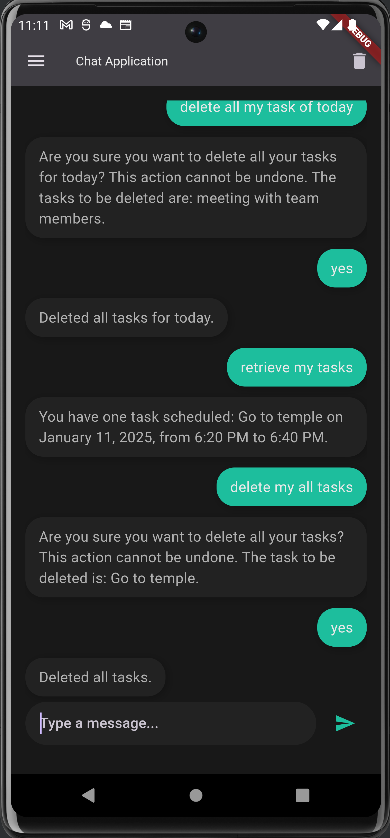 11:11
DEBUG
Chat Application
delete all my task of today
Are you sure you want to delete all your tasks
for today? This action cannot be undone. The
tasks to be deleted are: meeting with team
members.
yes
Deleted all tasks for today.
retrieve my tasks
You have one task scheduled: Go to temple on
January 11, 2025, from 6:20 PM to 6:40 PM.
delete my all tasks
Are you sure you want to delete all your tasks?
This action cannot be undone. The task to be
deleted is: Go to temple.
yes
Deleted all tasks.
Type a message...